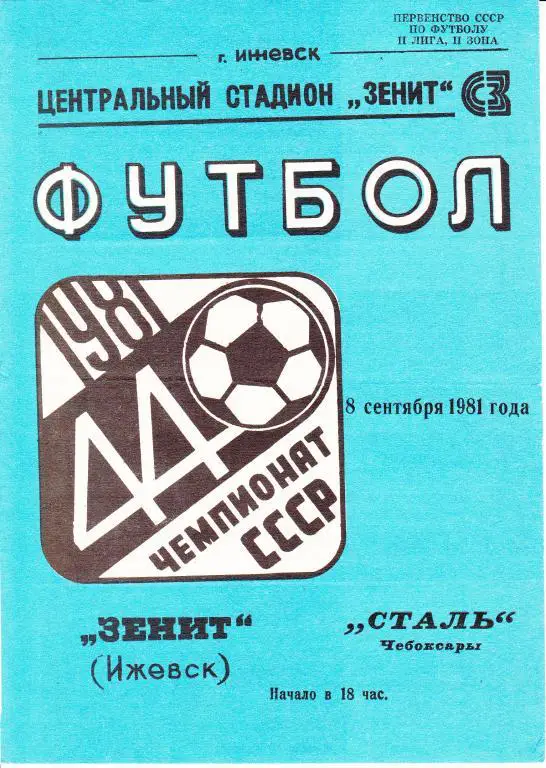 ПЕРВЕНСТВО СССР
ПО ФУТБОЛУ
II ЛИГА, II ЗОНА
г. ИЖЕВСК
ЦЕНТРАЛЬНЫЙ СТАДИОН „ЗЕНИТ“ СЗ
ФУТБОЛ
1981
44
ЧЕМПИОНАТ
СССР
8 сентября 1981 года
„ЗЕНИТ“
(Ижевск)
„СТАЛЬ“
Чебоксары
Начало в 18 час.